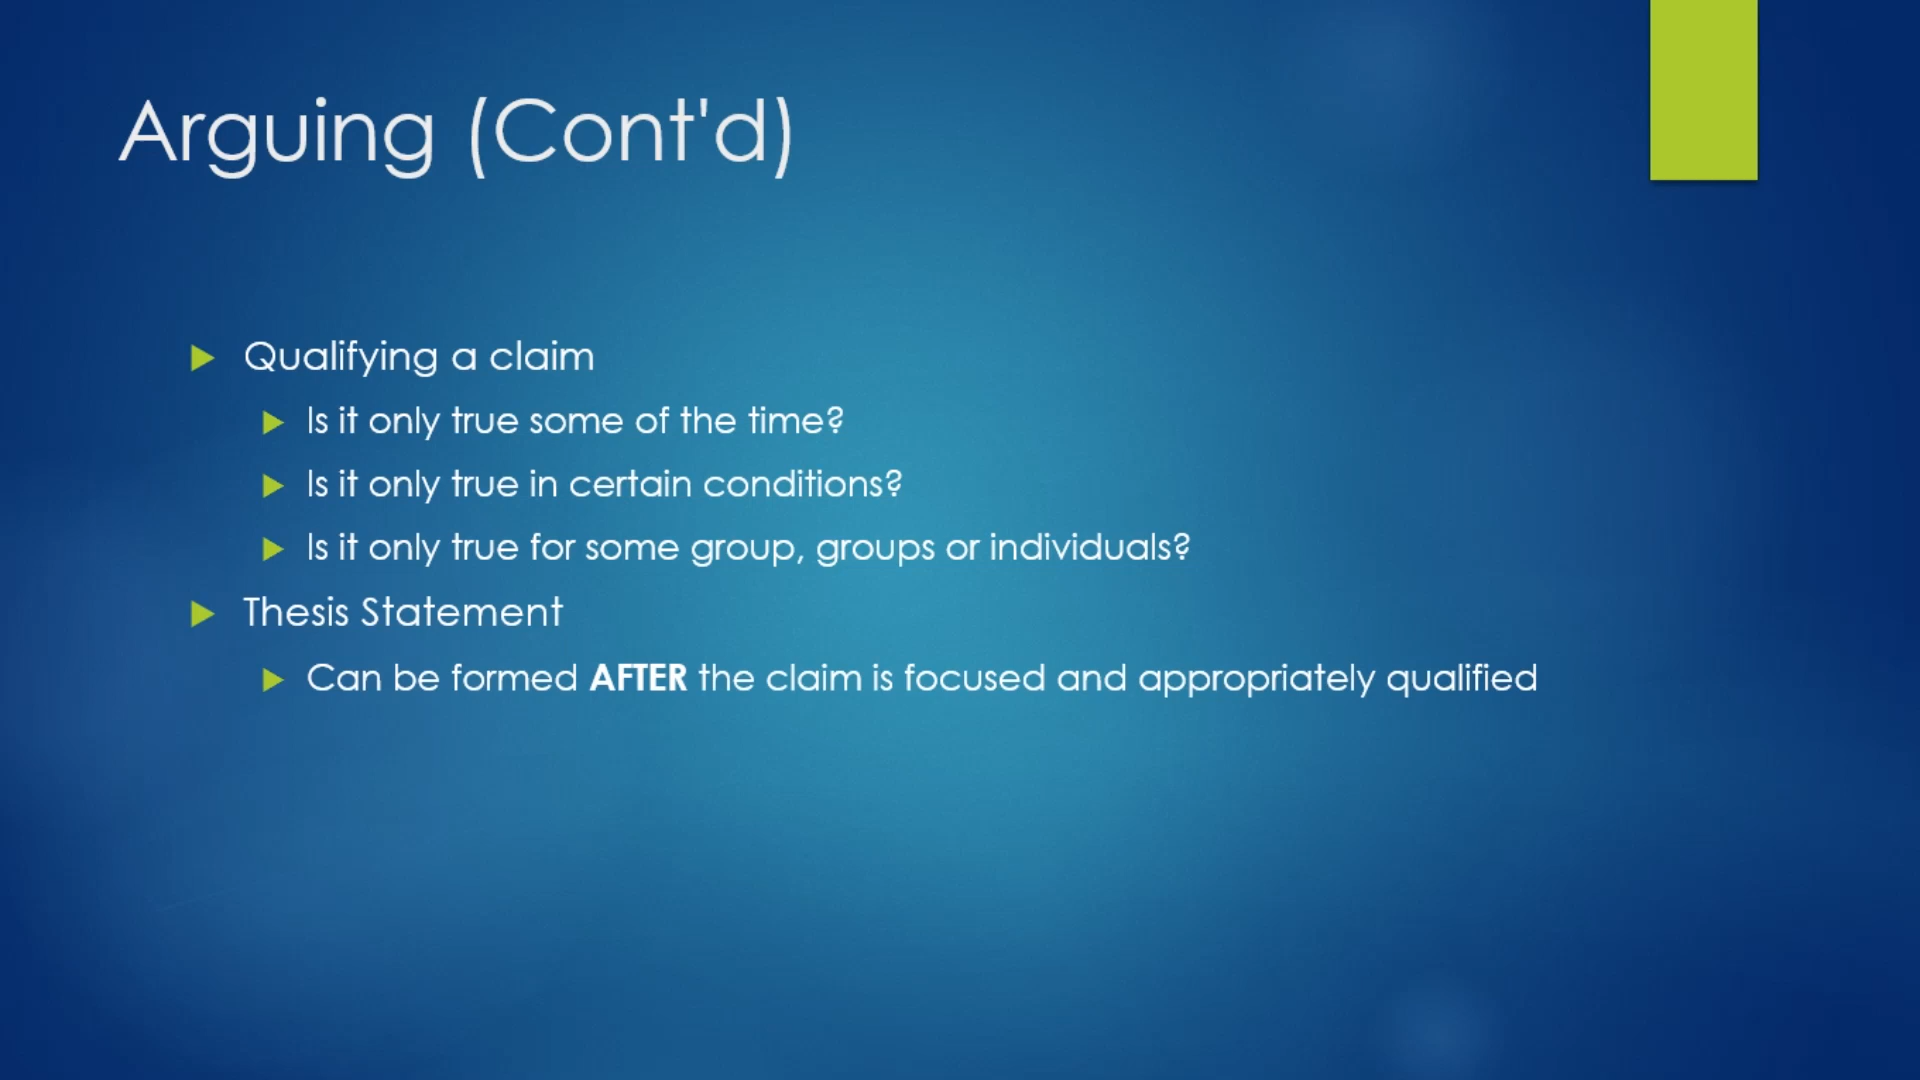 Arguing (Cont'd)
Qualifying a claim
Is it only true some of the time?
Is it only true in certain conditions?
Is it only true for some group, groups or individuals?
Thesis Statement
Can be formed AFTER the claim is focused and appropriately qualified